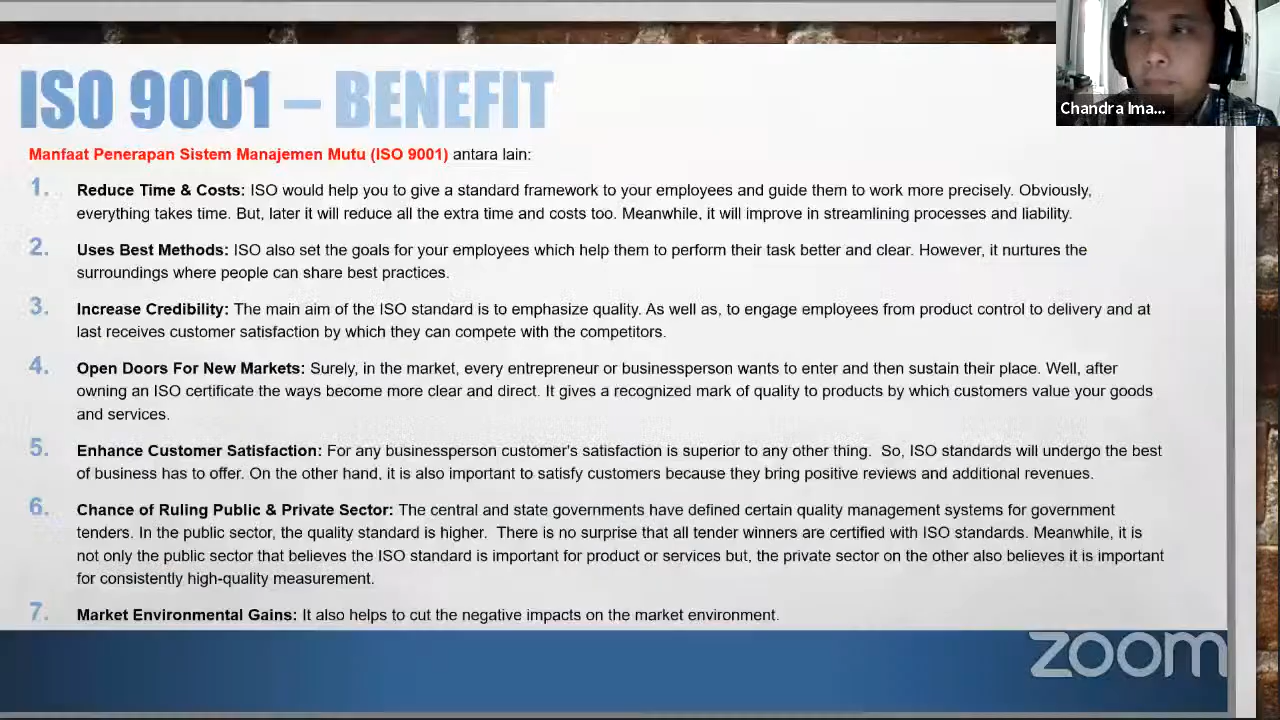 ISO 9001 – BENEFIT
Chandra Ima...
Manfaat Penerapan Sistem Manajemen Mutu (ISO 9001) antara lain:
1. Reduce Time & Costs: ISO would help you to give a standard framework to your employees and guide them to work more precisely. Obviously,
everything takes time. But, later it will reduce all the extra time and costs too. Meanwhile, it will improve in streamlining processes and liability.
2. Uses Best Methods: ISO also set the goals for your employees which help them to perform their task better and clear. However, it nurtures the
surroundings where people can share best practices.
3. Increase Credibility: The main aim of the ISO standard is to emphasize quality. As well as, to engage employees from product control to delivery and at
last receives customer satisfaction by which they can compete with the competitors.
4. Open Doors For New Markets: Surely, in the market, every entrepreneur or businessperson wants to enter and then sustain their place. Well, after
owning an ISO certificate the ways become more clear and direct. It gives a recognized mark of quality to products by which customers value your goods
and services.
5. Enhance Customer Satisfaction: For any businessperson customer's satisfaction is superior to any other thing. So, ISO standards will undergo the best
of business has to offer. On the other hand, it is also important to satisfy customers because they bring positive reviews and additional revenues.
6. Chance of Ruling Public & Private Sector: The central and state governments have defined certain quality management systems for government
tenders. In the public sector, the quality standard is higher. There is no surprise that all tender winners are certified with ISO standards. Meanwhile, it is
not only the public sector that believes the ISO standard is important for product or services but, the private sector on the other also believes it is important
for consistently high-quality measurement.
7. Market Environmental Gains: It also helps to cut the negative impacts on the market environment.
zoom